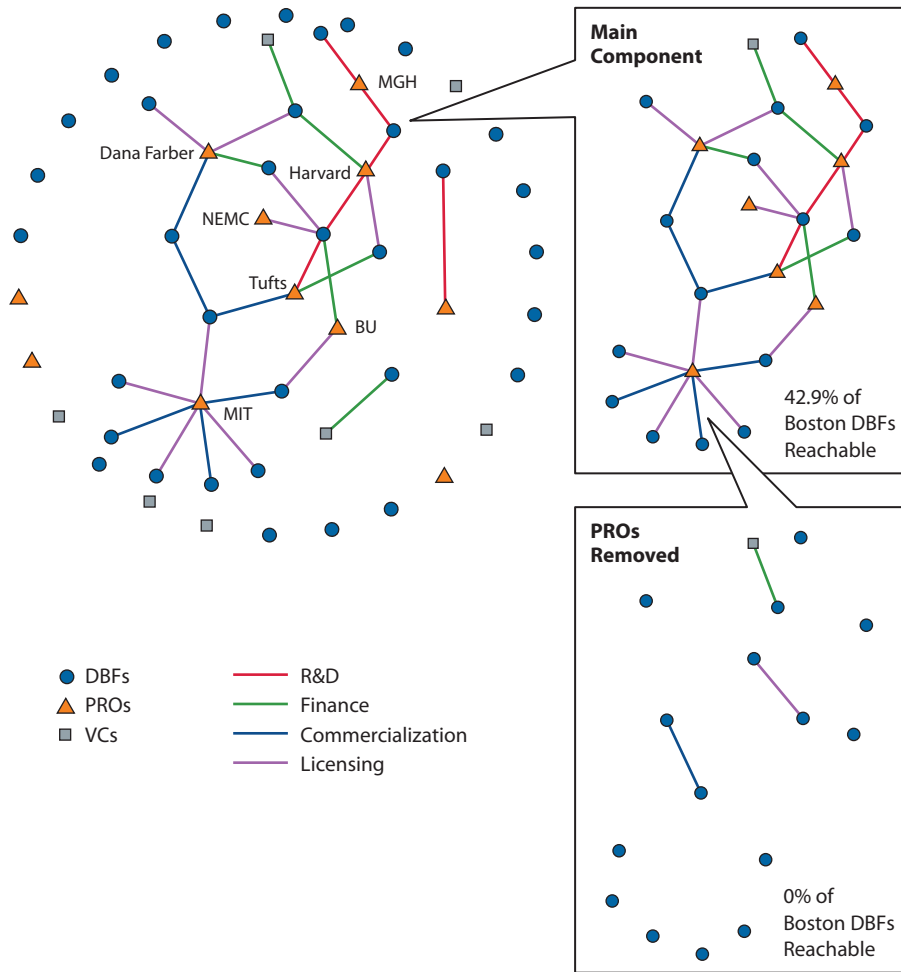 MGH
Dana Farber
Harvard
NEMC
Tufts
BU
MIT
DBFs
PROs
VCs
R&D
Finance
Commercialization
Licensing
Main
Component
42.9% of
Boston DBFs
Reachable
PROs
Removed
0% of
Boston DBFs
Reachable